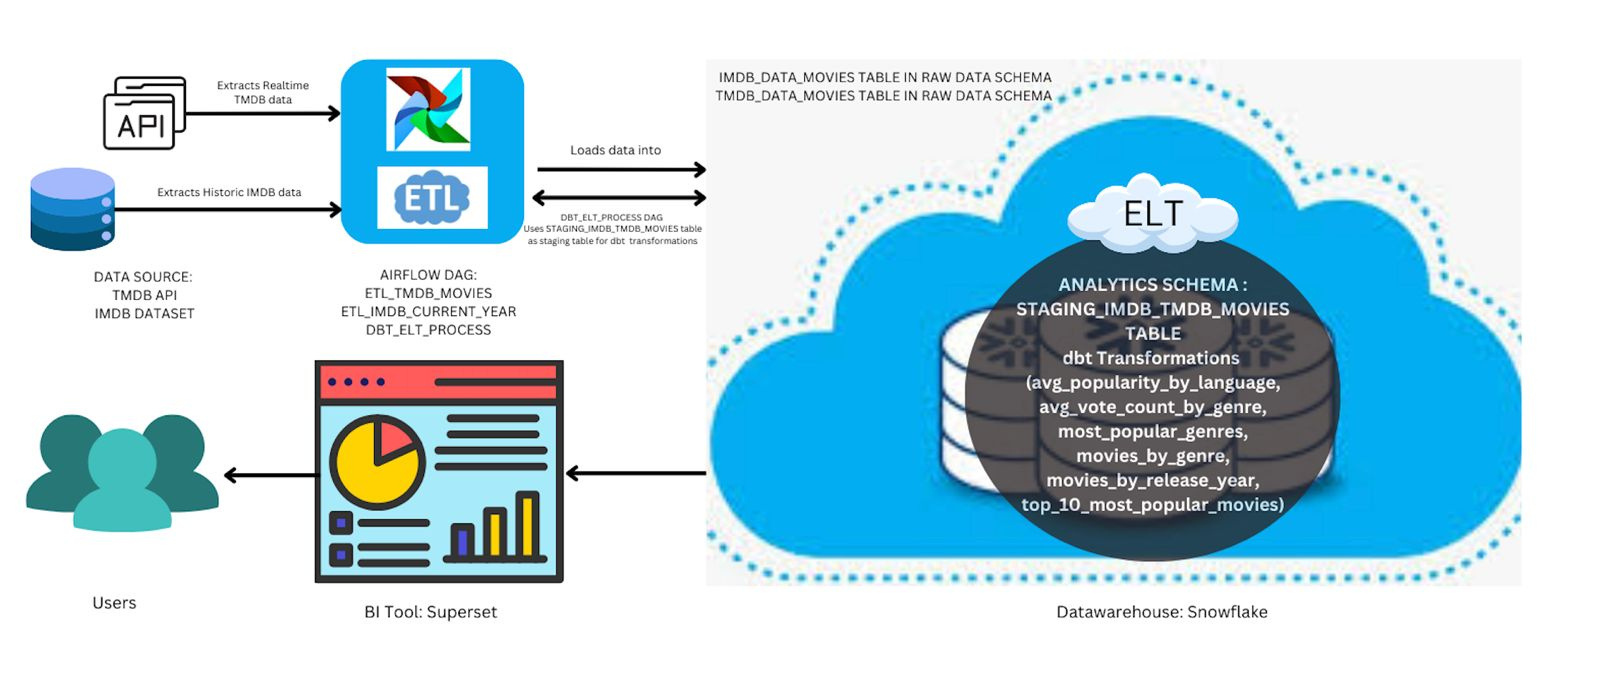 Extracts Realtime
TMDB data
API
Extracts Historic IMDB data
ETL
DATA SOURCE:
TMDB API
IMDB DATASET
AIRFLOW DAG:
ETL_TMDB_MOVIES
ETL_IMDB_CURRENT_YEAR
DBT_ELT_PROCESS
Loads data into
DBT_ELT_PROCESS DAG
Uses STAGING_IMDB_TMDB_MOVIES table
as staging table for dbt transformations
IMDB_DATA_MOVIES TABLE IN RAW DATA SCHEMA
TMDB_DATA_MOVIES TABLE IN RAW DATA SCHEMA
ELT
ANALYTICS SCHEMA :
STAGING_IMDB_TMDB_MOVIES
TABLE
dbt Transformations
(avg_popularity_by_language,
avg_vote_count_by_genre,
most_popular_genres,
movies_by_genre,
movies_by_release_year,
top_10_most_popular_movies)
Users
BI Tool: Superset
Datawarehouse: Snowflake